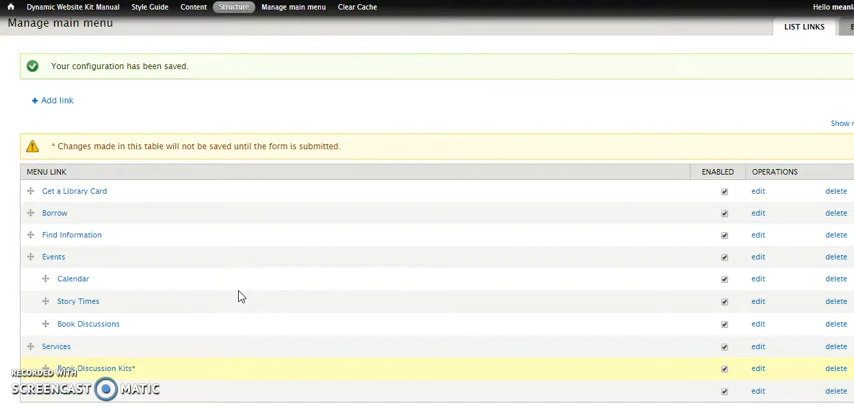 Dynamic Website Kit Manual Style Guide Content Structure Manage main menu Clear Cache Hello meanl
Manage main menu LIST LINKS
Your configuration has been saved.
+ Add link
Show r
* Changes made in this table will not be saved until the form is submitted.
MENU LINK ENABLED OPERATIONS
Get a Library Card edit delete
Borrow edit delete
Find Information edit delete
Events edit delete
Calendar edit delete
Story Times edit delete
Book Discussions edit delete
Services edit delete
Book Discussion Kits* edit delete
RECORDED WITH
SCREENCAST MATIC edit delete